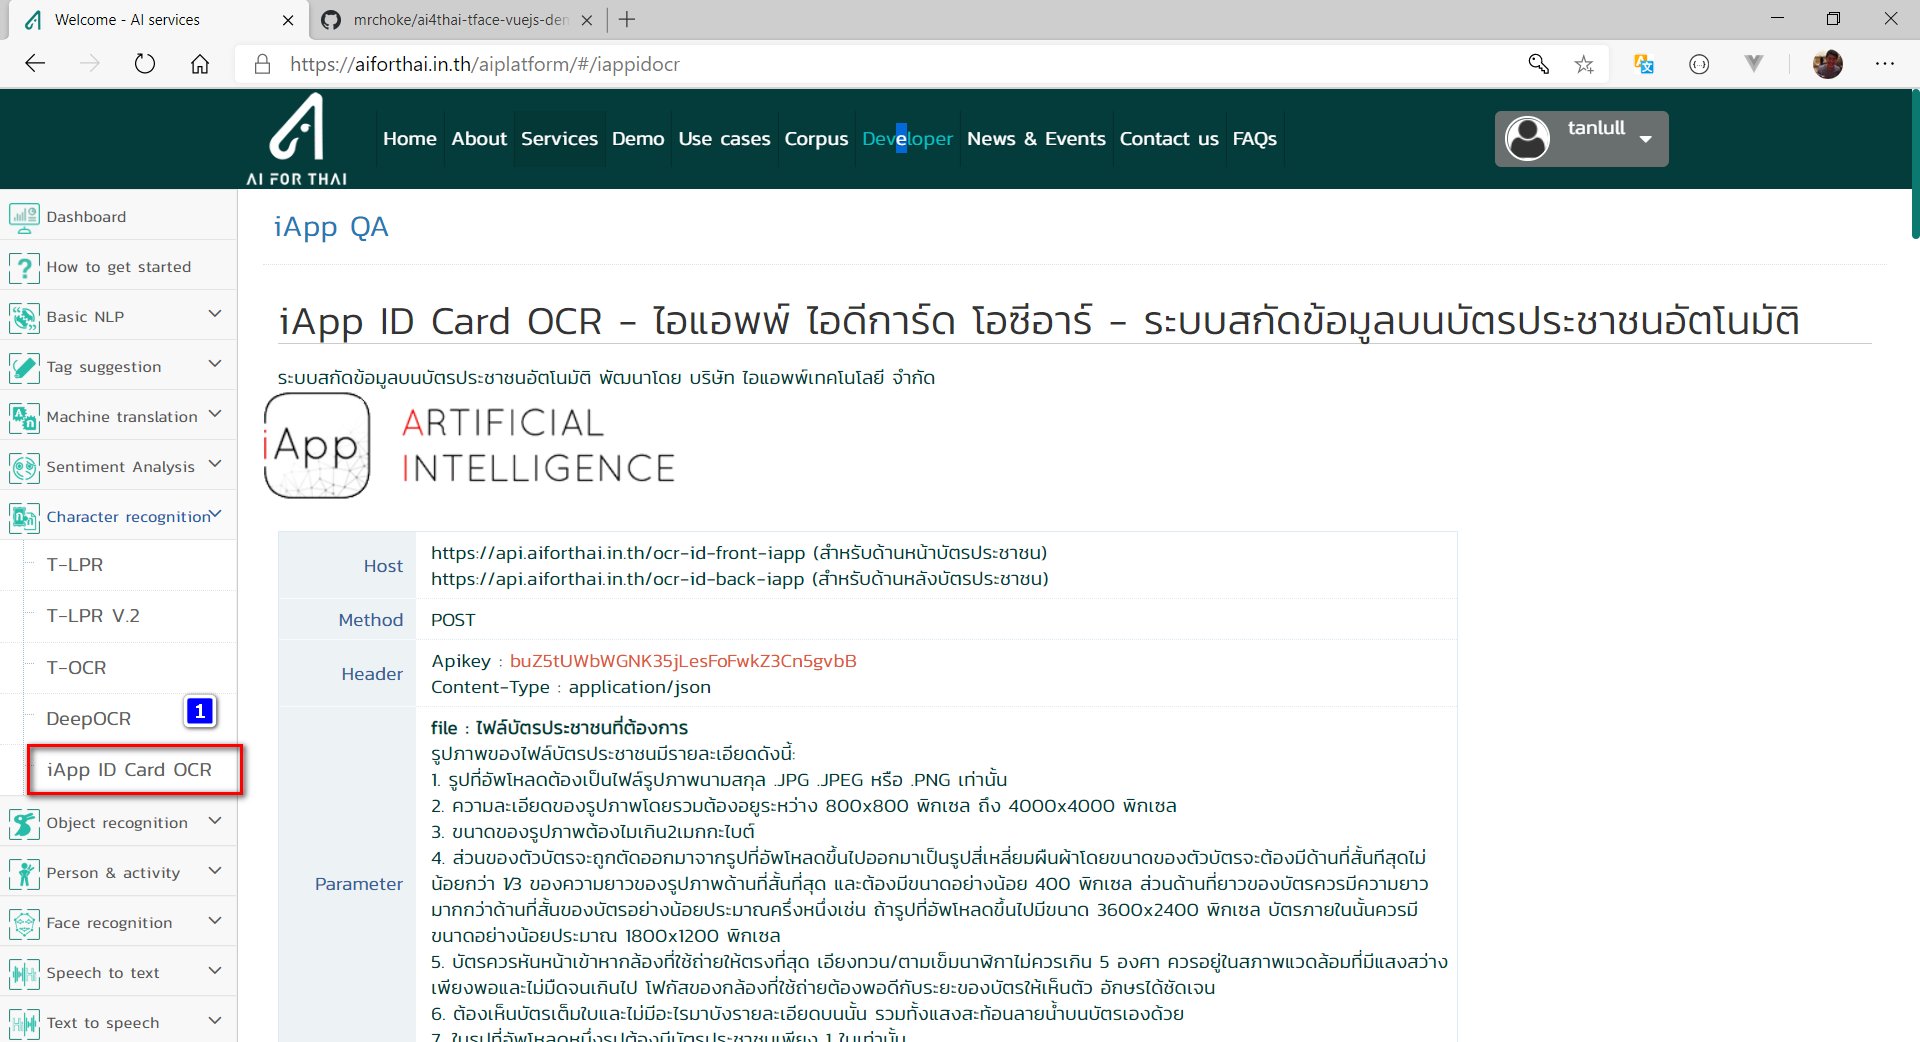 Welcome - AI services
mrchoke/ai4thai-tface-vuejs-den
https://aiforthai.in.th/aiplatform/#/iappidocr
AI FOR THAI
Home About Services Demo Use cases Corpus Developer News & Events Contact us FAQs
tanlull
Dashboard
How to get started
Basic NLP
Tag suggestion
Machine translation
Sentiment Analysis
Character recognition
T-LPR
T-LPR V.2
T-OCR
DeepOCR
1
iApp ID Card OCR
Object recognition
Person & activity
Face recognition
Speech to text
Text to speech
iApp QA
iApp ID Card OCR - ไอแอพพ์ ไอดีการ์ด โอซีอาร์ - ระบบสกัดข้อมูลบนบัตรประชาชนอัตโนมัติ
ระบบสกัดข้อมูลบนบัตรประชาชนอัตโนมัติ พัฒนาโดย บริษัท ไอแอพพ์เทคโนโลยี จำกัด
iApp
ARTIFICIAL
INTELLIGENCE
Host
https://api.aiforthai.in.th/ocr-id-front-iapp (สำหรับด้านหน้าบัตรประชาชน)
https://api.aiforthai.in.th/ocr-id-back-iapp (สำหรับด้านหลังบัตรประชาชน)
Method
POST
Header
Apikey : buZ5tUWbWGNK35jLesFoFwkZ3Cn5gvbB
Content-Type : application/json
Parameter
file : ไฟล์บัตรประชาชนที่ต้องการ
รูปภาพของไฟล์บัตรประชาชนมีรายละเอียดดังนี้:
1. รูปที่อัพโหลดต้องเป็นไฟล์รูปภาพนามสกุล .JPG .JPEG หรือ .PNG เท่านั้น
2. ความละเอียดของรูปภาพโดยรวมต้องอยูระหว่าง 800x800 พิกเซล ถึง 4000x4000 พิกเซล
3. ขนาดของรูปภาพต้องไมเกิน2เมกกะไบต์
4. ส่วนของตัวบัตรจะถูกตัดออกมาจากรูปที่อัพโหลดขึ้นไปออกมาเป็นรูปสี่เหลี่ยมผืนผ้าโดยขนาดของตัวบัตรจะต้องมีด้านที่สั้นทีสุดไม่
น้อยกว่า 1/3 ของความยาวของรูปภาพด้านที่สั้นที่สุด และต้องมีขนาดอย่างน้อย 400 พิกเซล ส่วนด้านที่ยาวของบัตรควรมีความยาว
มากกว่าด้านที่สั้นของบัตรอย่างน้อยประมาณครึ่งหนึ่งเช่น ถ้ารูปที่อัพโหลดขึ้นไปมีขนาด 3600x2400 พิกเซล บัตรภายในนั้นควรมี
ขนาดอย่างน้อยประมาณ 1800x1200 พิกเซล
5. บัตรควรหันหน้าเข้าหากล้องที่ใช้ถ่ายให้ตรงที่สุด เอียงทวน/ตามเข็มนาฬิกาไม่ควรเกิน 5 องศา ควรอยู่ในสภาพแวดล้อมที่มีแสงสว่าง
เพียงพอและไม่มืดจนเกินไป โฟกัสของกล้องที่ใช้ถ่ายต้องพอดีกับระยะของบัตรให้เห็นตัว อักษรได้ชัดเจน
6. ต้องเห็นบัตรเต็มใบและไม่มีอะไรมาบังรายละเอียดบนนั้น รวมทั้งแสงสะท้อนลายน้ำบนบัตรเองด้วย
7. ในรูปที่อัพโหลดหนึ่งรูปต้องมีบัตรประชาชนเพียง 1 ใบเท่านั้น